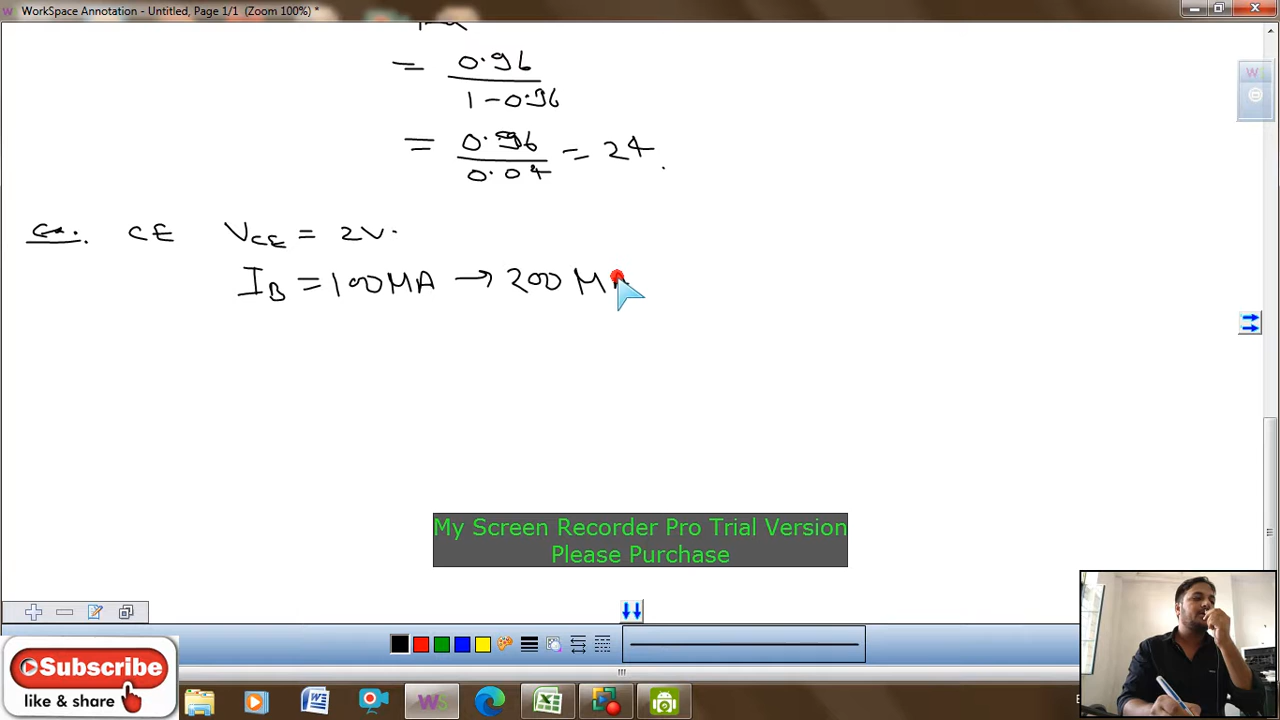 WorkSpace Annotation - Untitled, Page 1/1 (Zoom 100%) *
= 0.96 / 1 - 0.96
= 0.96 / 0.04 = 24.
Ex. CE VCE = 2V.
IB = 100 μA → 200 μA
My Screen Recorder Pro Trial Version
Please Purchase
Subscribe
like & share